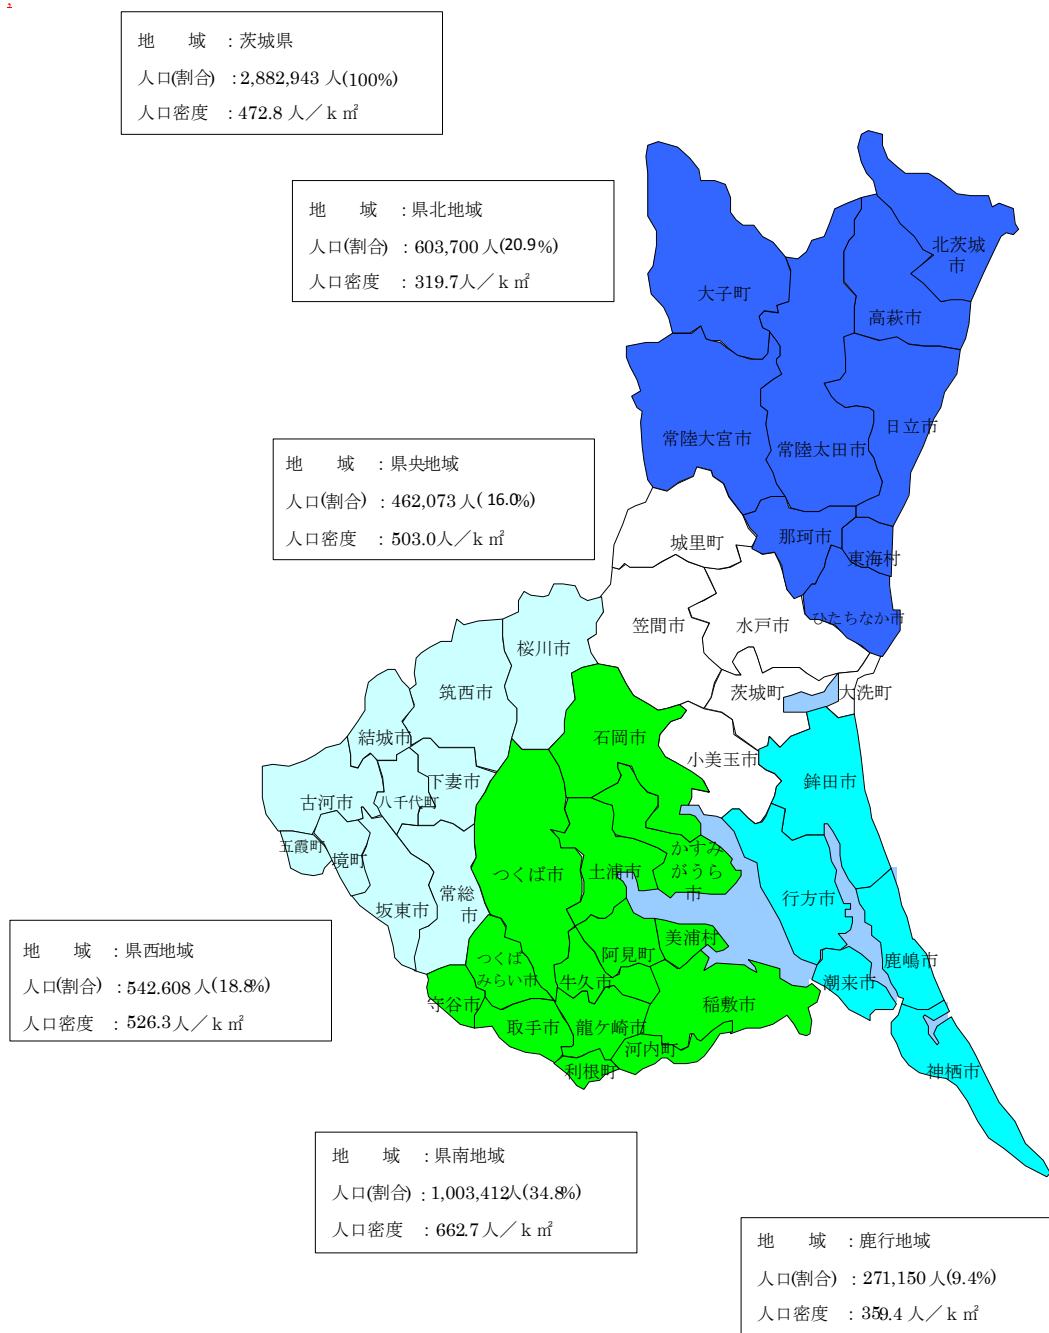 地　域 ：茨城県
人口(割合) ：2,882,943 人(100%)
人口密度 ：472.8 人／ｋ㎡
地　域 ：県北地域
人口(割合) ：603,700 人(20.9%)
人口密度 ：319.7人／ｋ㎡
北茨城
市
大子町
高萩市
日立市
常陸大宮市
常陸太田市
地　域 ：県央地域
人口(割合) ：462,073 人( 16.0%)
人口密度 ：503.0人／ｋ㎡
那珂市
城里町
東海村
ひたちなか市
笠間市
水戸市
桜川市
筑西市
茨城町
大洗町
結城市
石岡市
小美玉市
下妻市
鉾田市
古河市
八千代町
五霞町
境町
かすみ
がうら
市
つくば市
土浦市
行方市
常総
市
坂東市
美浦村
阿見町
つくば
みらい市
牛久市
鹿嶋市
潮来市
守谷市
稲敷市
取手市
龍ケ崎市
河内町
利根町
神栖市
地　域 ：県西地域
人口(割合) ：542.608 人(18.8%)
人口密度 ：526.3人／ｋ㎡
地　域 ：県南地域
人口(割合) ：1,003,412人(34.8%)
人口密度 ：662.7 人／ｋ㎡
地　域 ：鹿行地域
人口(割合) ：271,150 人(9.4%)
人口密度 ：359.4 人／ｋ㎡